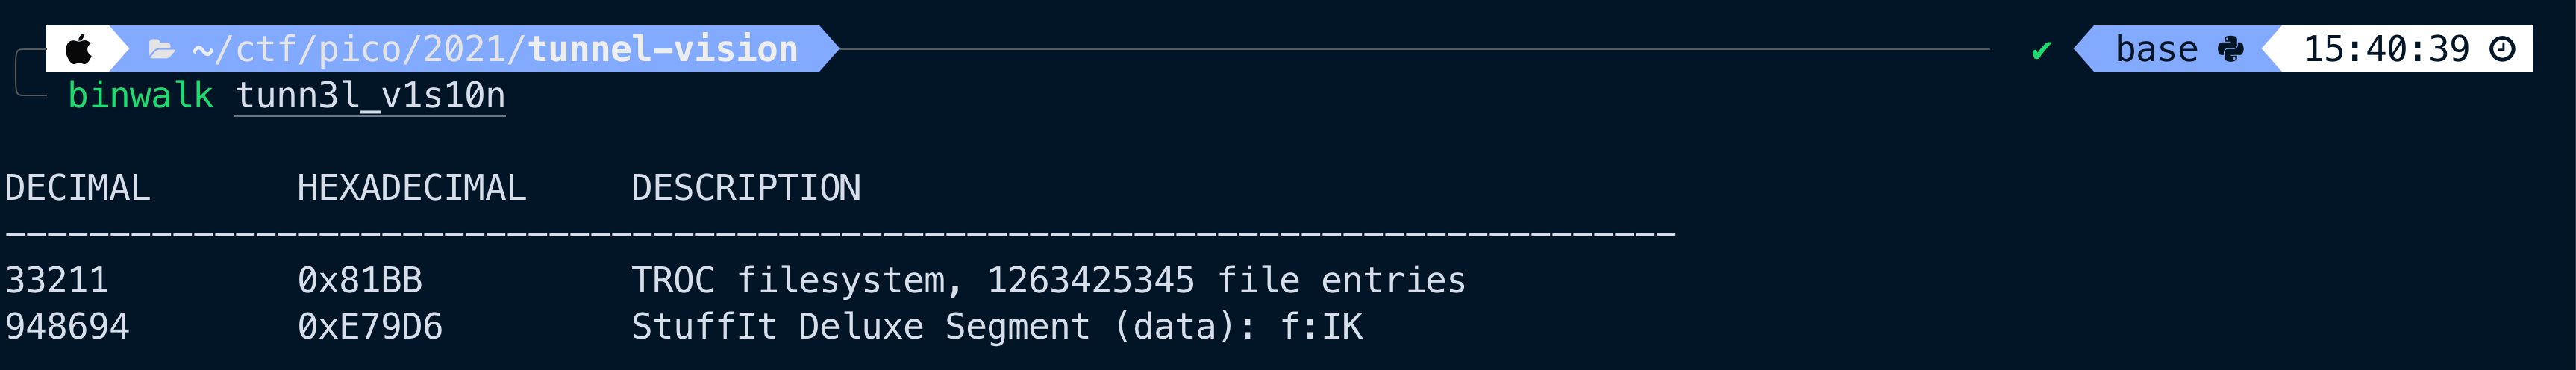 ~/ctf/pico/2021/tunnel-vision ✔ base 15:40:39
binwalk tunn3l_v1s10n
DECIMAL HEXADECIMAL DESCRIPTION
--------------------------------------------------------------------------------
33211 0x81BB TROC filesystem, 1263425345 file entries
948694 0xE79D6 StuffIt Deluxe Segment (data): f:IK